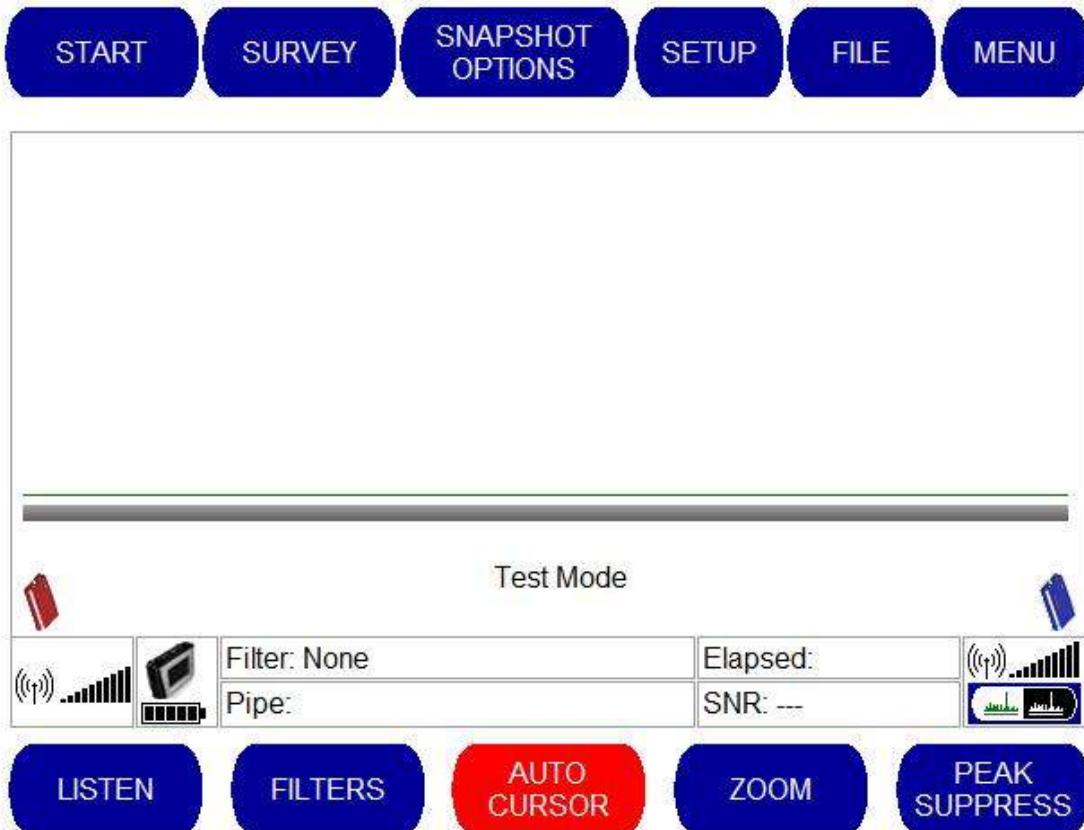 START
SURVEY
SNAPSHOT
OPTIONS
SETUP
FILE
MENU
Test Mode
Filter: None
Elapsed:
Pipe:
SNR: ---
LISTEN
FILTERS
AUTO
CURSOR
ZOOM
PEAK
SUPPRESS